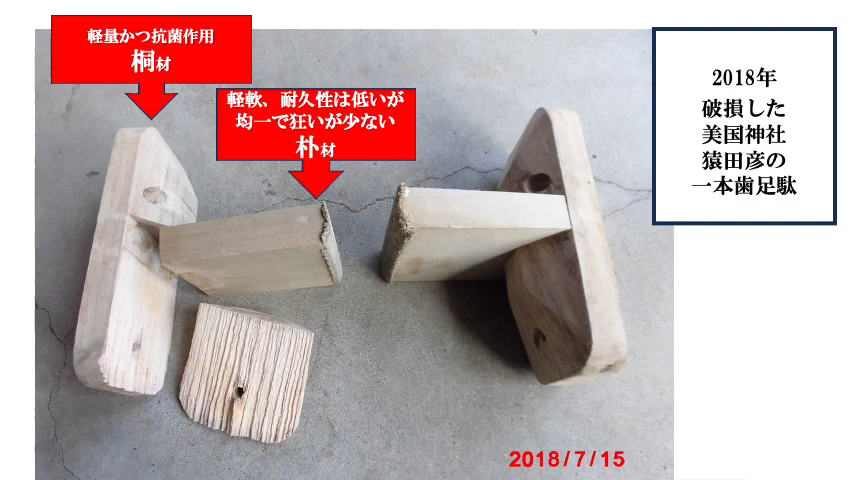 軽量かつ抗菌作用
桐材
軽軟、耐久性は低いが
均一で狂いが少ない
朴材
2018年
破損した
美国神社
猿田彦の
一本歯足駄
2018/7/15